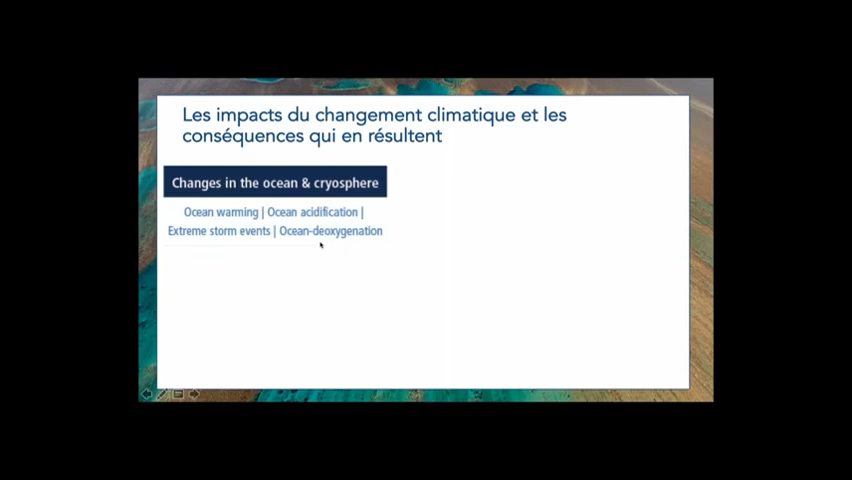 Les impacts du changement climatique et les
conséquences qui en résultent
Changes in the ocean & cryosphere
Ocean warming | Ocean acidification |
Extreme storm events | Ocean-deoxygenation